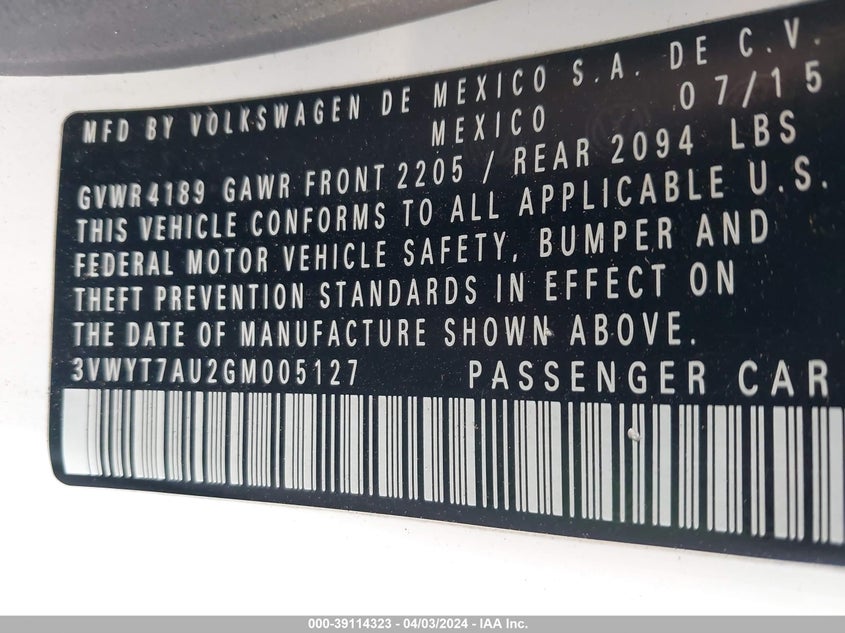 MFD BY VOLKSWAGEN DE MEXICO S.A. DE C.V.
MEXICO 07/15
GVWR 4189 GAWR FRONT 2205 / REAR 2094 LBS
THIS VEHICLE CONFORMS TO ALL APPLICABLE U.S.
FEDERAL MOTOR VEHICLE SAFETY, BUMPER AND
THEFT PREVENTION STANDARDS IN EFFECT ON
THE DATE OF MANUFACTURE SHOWN ABOVE.
3VWYT7AU2GM005127 PASSENGER CAR
000-39114323 - 04/03/2024 - IAA Inc.